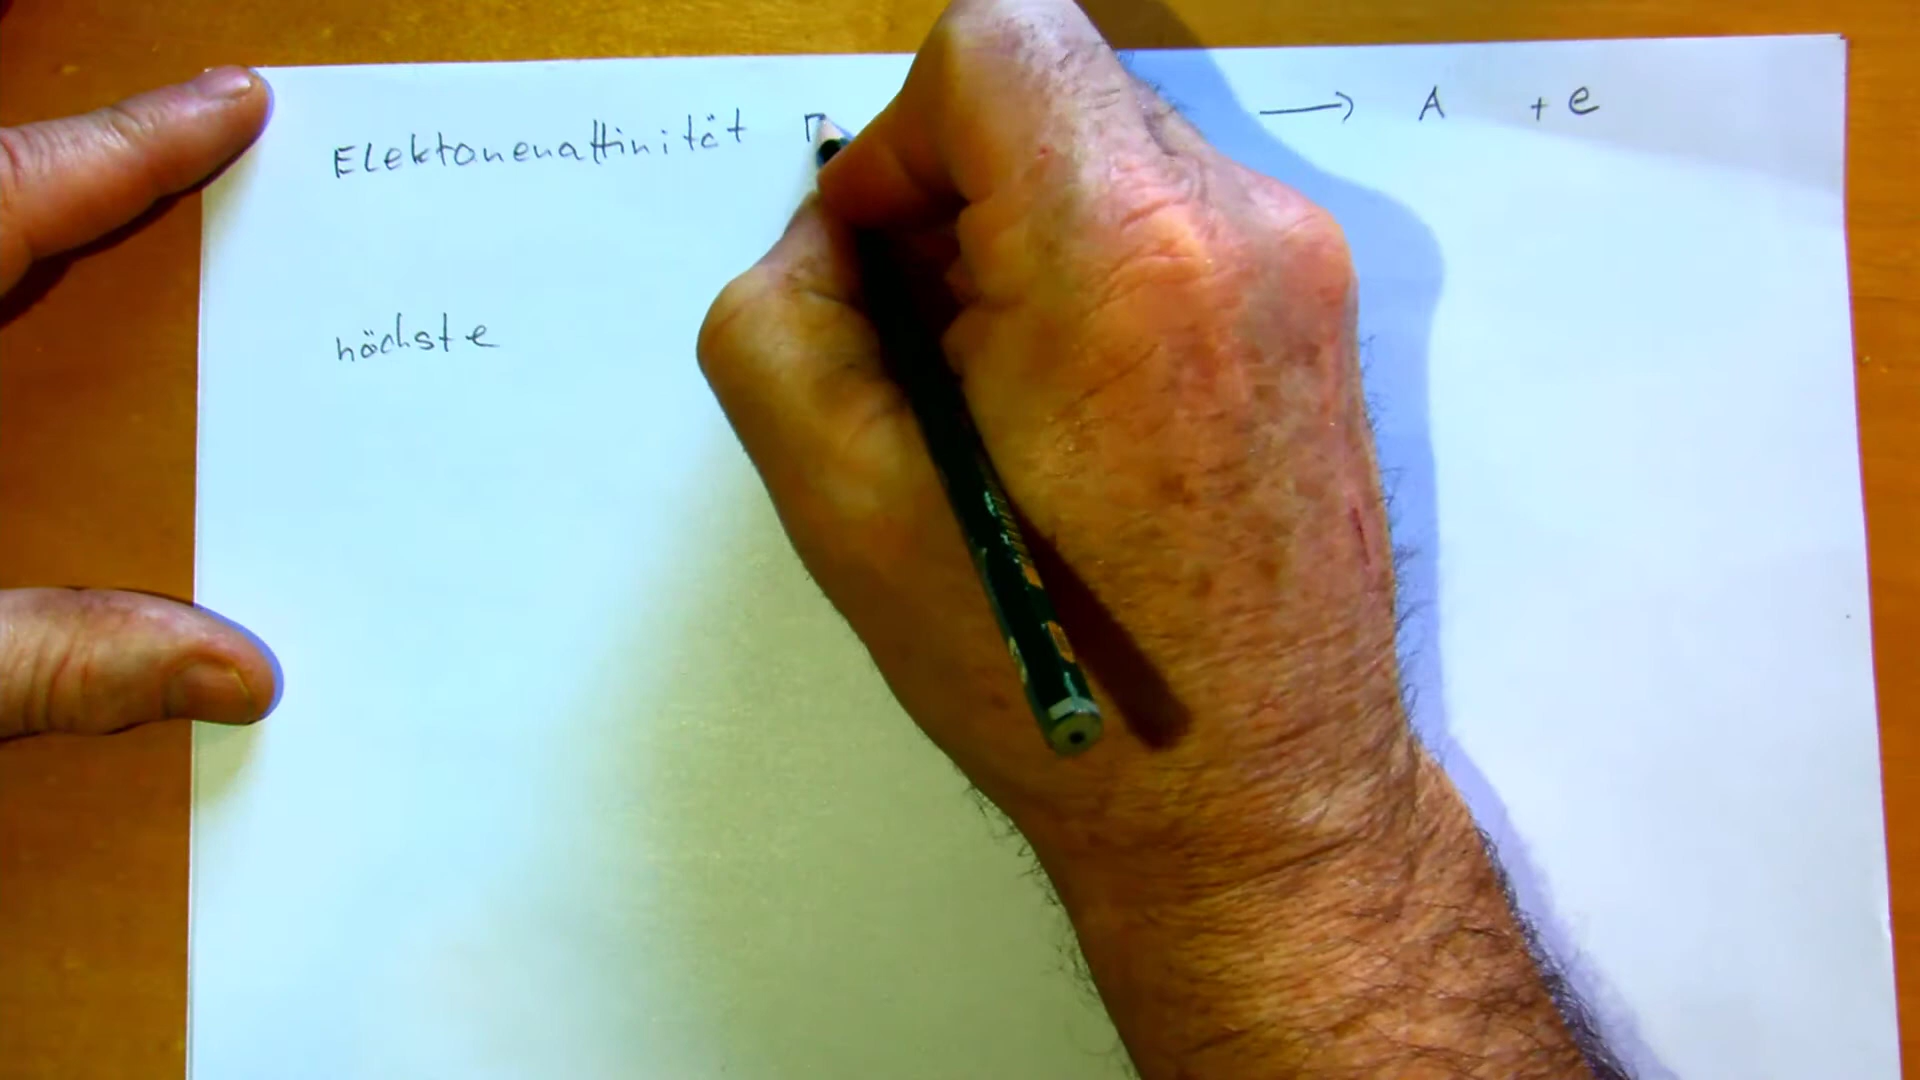 Elektonenaffinität → A + e
höchste